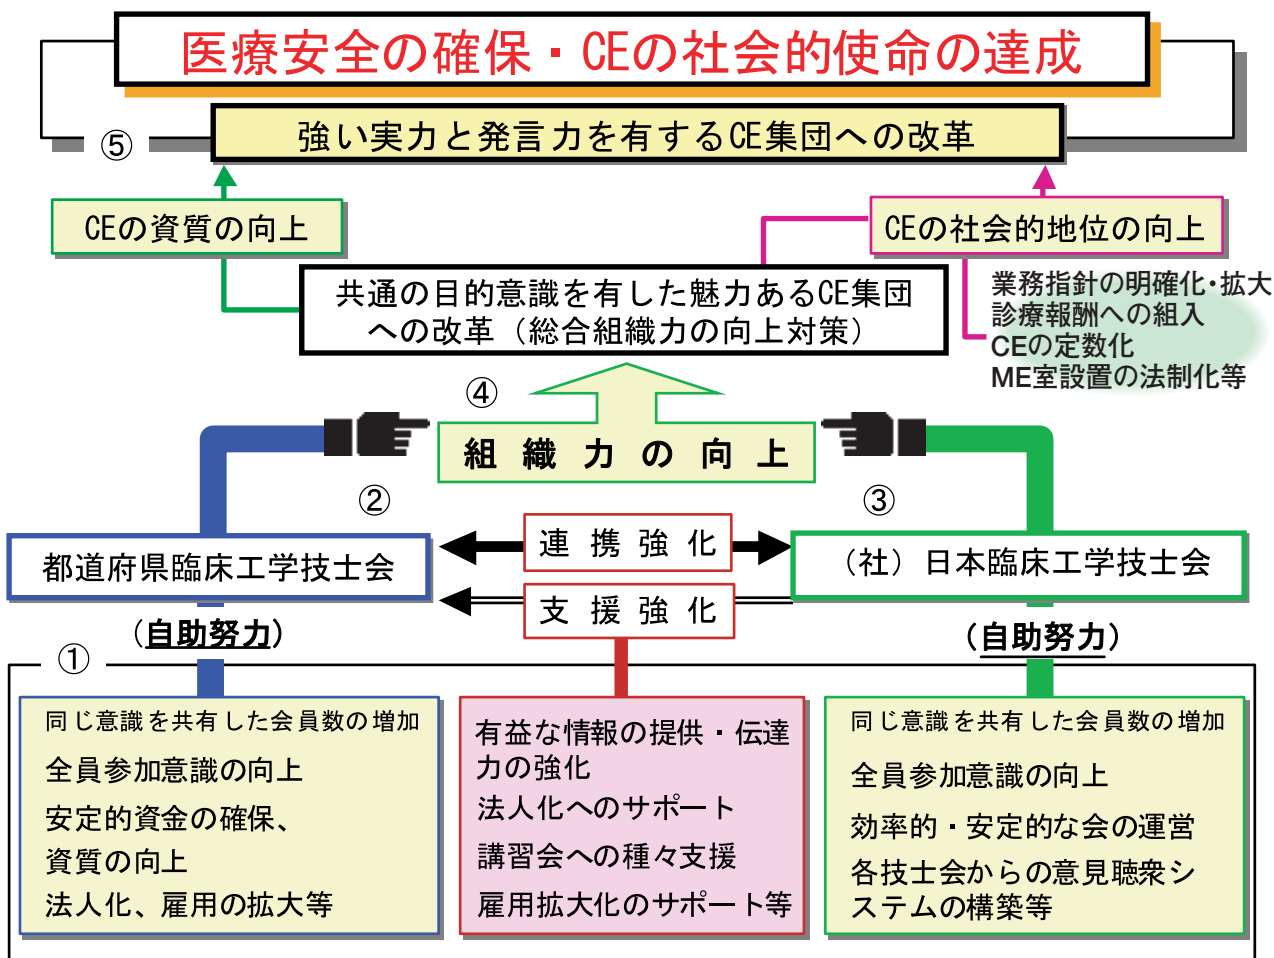 医療安全の確保・CEの社会的使命の達成
⑤
強い実力と発言力を有するCE集団への改革
CEの資質の向上
CEの社会的地位の向上
共通の目的意識を有した魅力あるCE集団
への改革（総合組織力の向上対策）
業務指針の明確化・拡大
診療報酬への組入
CEの定数化
ME室設置の法制化等
④
組織力の向上
②
③
連携強化
都道府県臨床工学技士会
（社）日本臨床工学技士会
支援強化
（自助努力）
（自助努力）
①
同じ意識を共有した会員数の増加
全員参加意識の向上
安定的資金の確保、
資質の向上
法人化、雇用の拡大等
有益な情報の提供・伝達
力の強化
法人化へのサポート
講習会への種々支援
雇用拡大化のサポート等
同じ意識を共有した会員数の増加
全員参加意識の向上
効率的・安定的な会の運営
各技士会からの意見聴衆シ
ステムの構築等